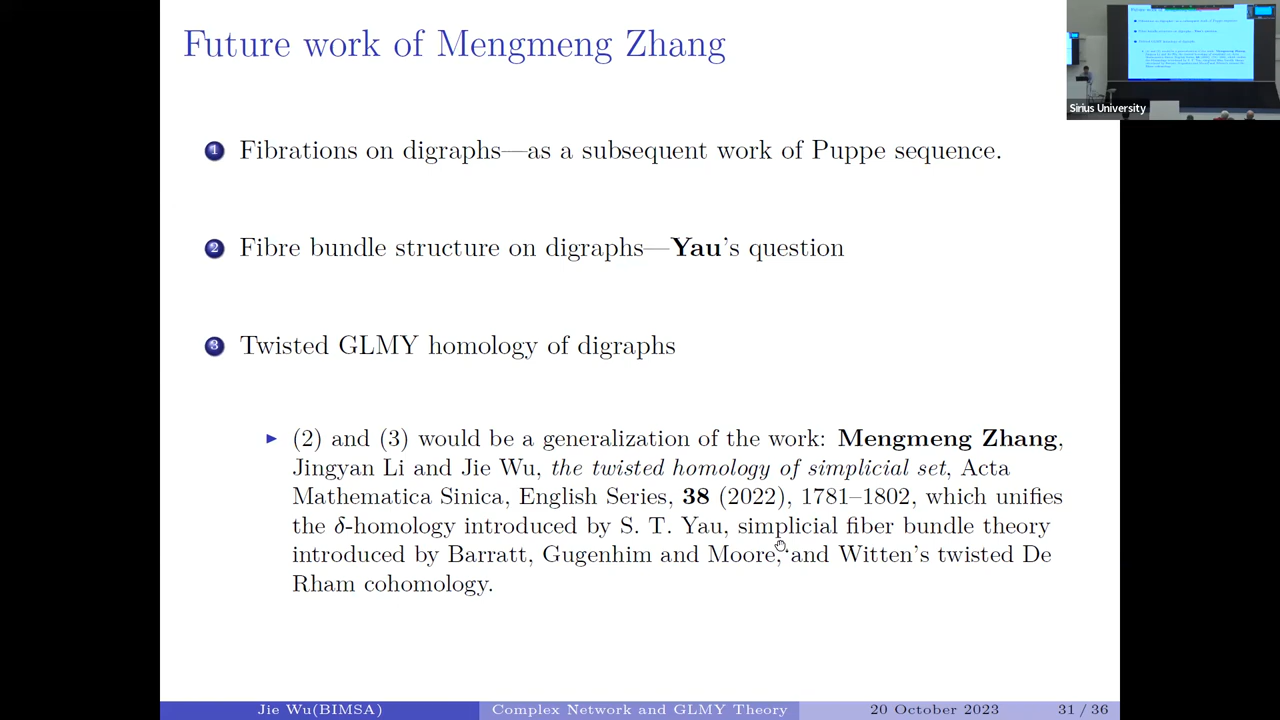 Future work of Mengmeng Zhang
Sirius University
1 Fibrations on digraphs—as a subsequent work of Puppe sequence.
2 Fibre bundle structure on digraphs—Yau's question
3 Twisted GLMY homology of digraphs
(2) and (3) would be a generalization of the work: Mengmeng Zhang,
Jingyan Li and Jie Wu, the twisted homology of simplicial set, Acta
Mathematica Sinica, English Series, 38 (2022), 1781–1802, which unifies
the δ-homology introduced by S. T. Yau, simplicial fiber bundle theory
introduced by Barratt, Gugenhim and Moore, and Witten's twisted De
Rham cohomology.
Jie Wu(BIMSA) Complex Network and GLMY Theory 20 October 2023 31 / 36